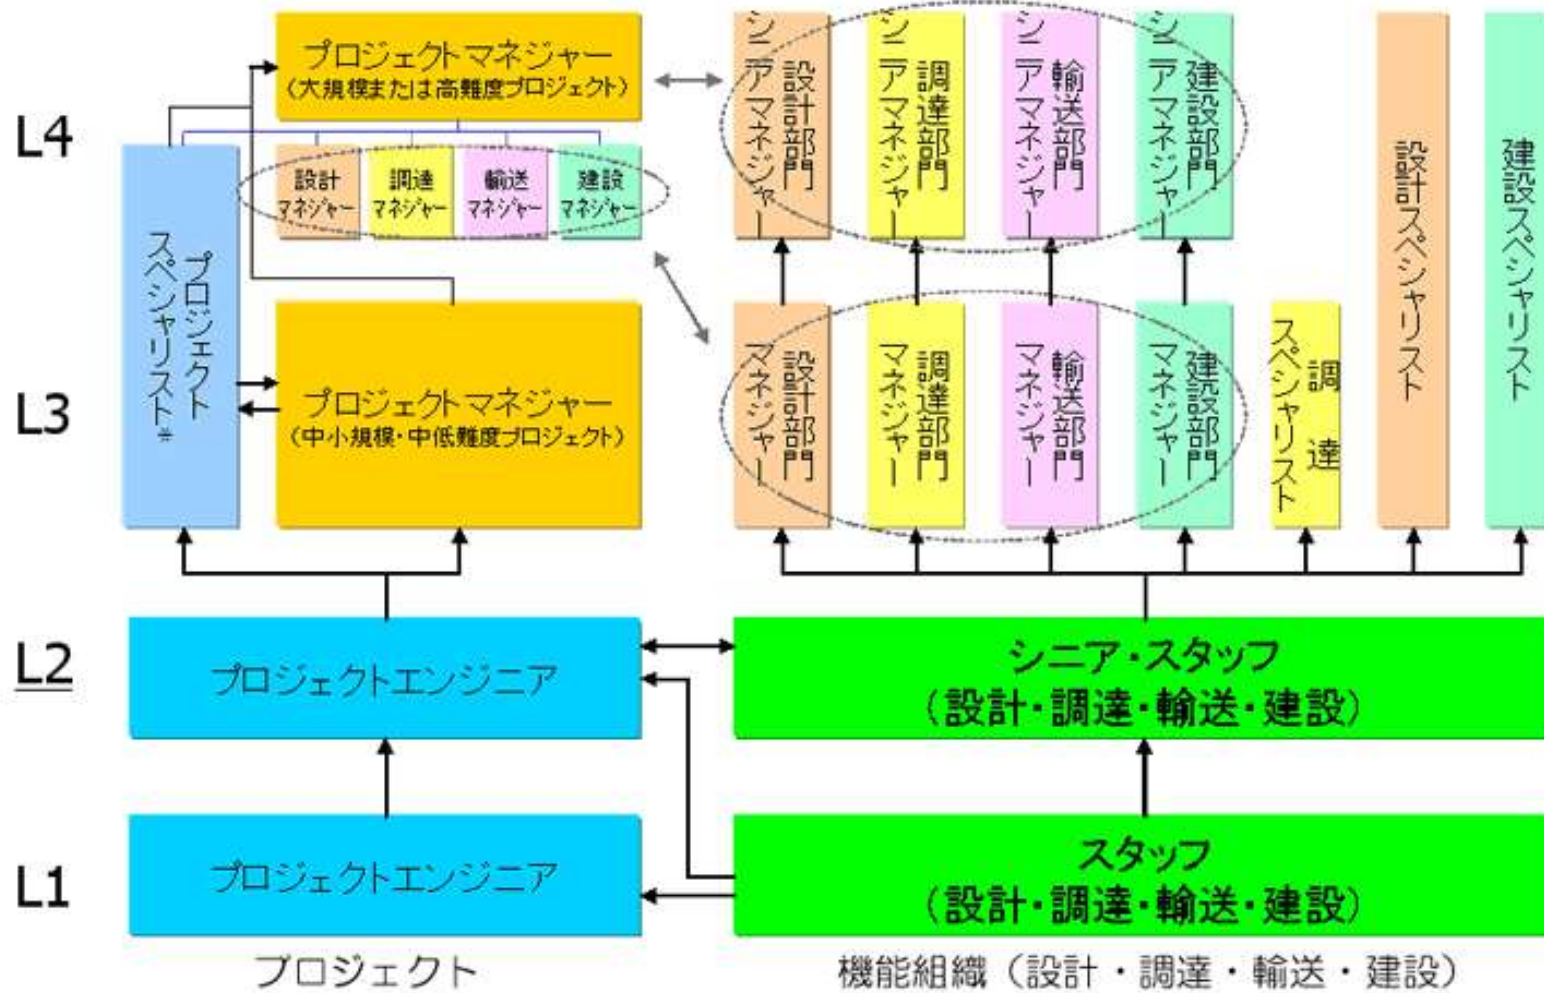 L4
プロジェクトマネジャー
（大規模または高難度プロジェクト）
設計
マネジャー
調達
マネジャー
輸送
マネジャー
建設
マネジャー
設計部門
シニアマネジャー
調達部門
シニアマネジャー
輸送部門
シニアマネジャー
建設部門
シニアマネジャー
設計スペシャリスト
建設スペシャリスト
プロジェクト
スペシャリスト*
L3
プロジェクトマネジャー
（中小規模・中低難度プロジェクト）
設計部門
マネジャー
調達部門
マネジャー
輸送部門
マネジャー
建設部門
マネジャー
調達
スペシャリスト
L2
プロジェクトエンジニア
シニア・スタッフ
（設計・調達・輸送・建設）
L1
プロジェクトエンジニア
スタッフ
（設計・調達・輸送・建設）
プロジェクト
機能組織（設計・調達・輸送・建設）